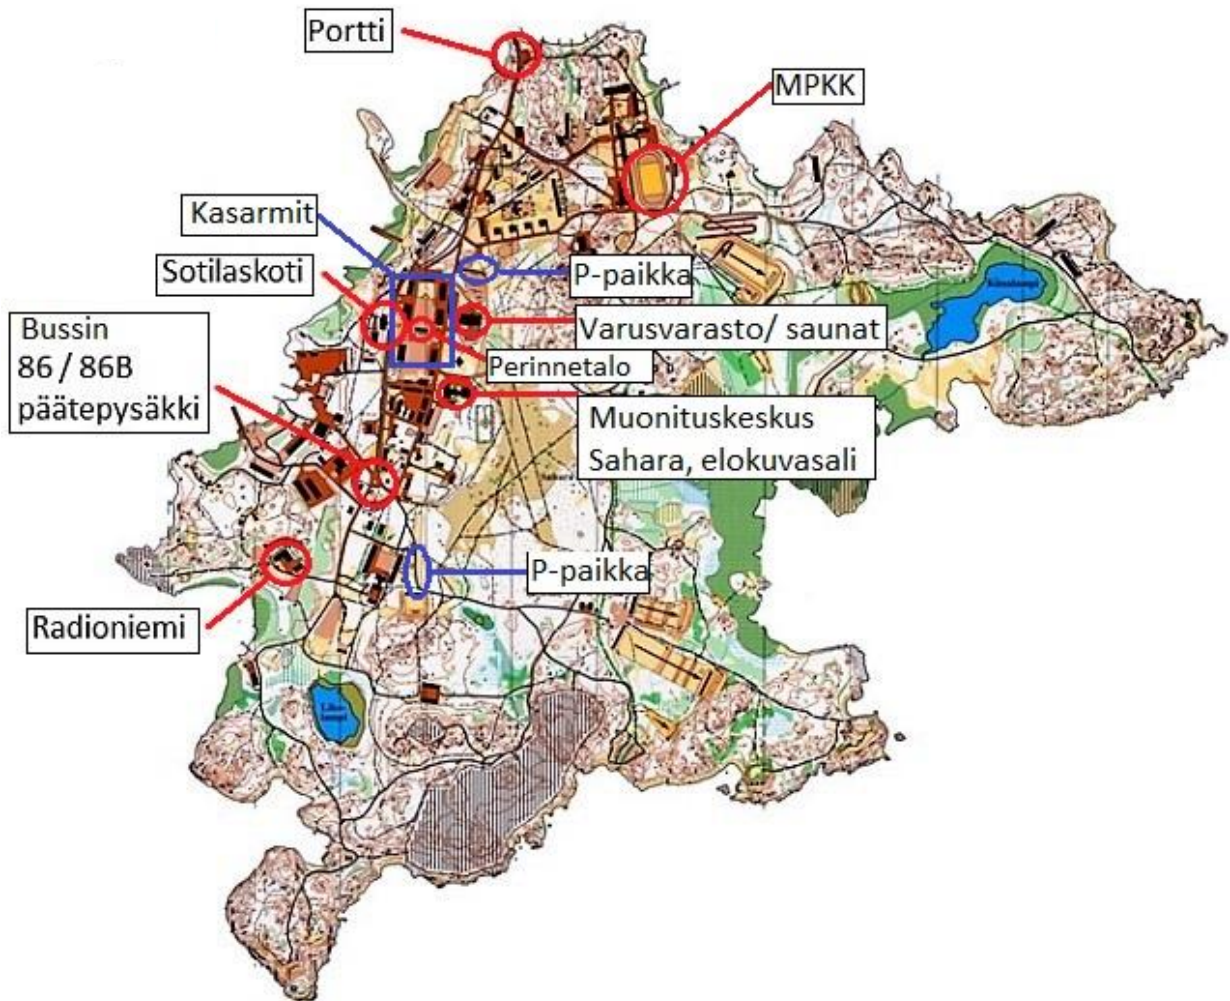 Portti
MPKK
Kasarmit
Sotilaskoti
P-paikka
Bussin
86 / 86B
päätepysäkki
Varusvarasto/ saunat
Perinnetalo
Muonituskeskus
Sahara, elokuvasali
P-paikka
Radioniemi